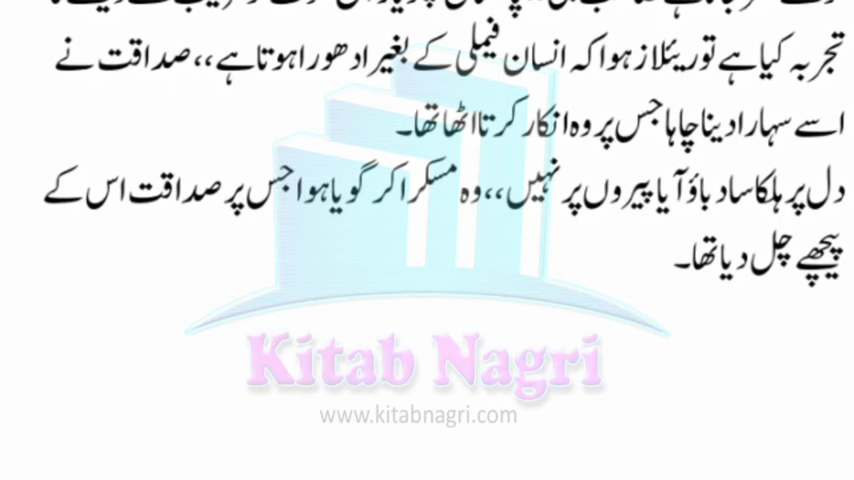 تجربہ کیا ہے تو ریئلاز ہوا کہ انسان فیملی کے بغیر ادھورا ہوتا ہے ،، صداقت نے
اسے سہارا دینا چاہا جس پر وہ انکار کرتا اٹھا تھا۔
دل پر ہلکا سا دباؤ آیا پیروں پر نہیں،، وہ مسکرا کر گویا ہوا جس پر صداقت اس کے
پیچھے چل دیا تھا۔
Kitab Nagri
www.kitabnagri.com